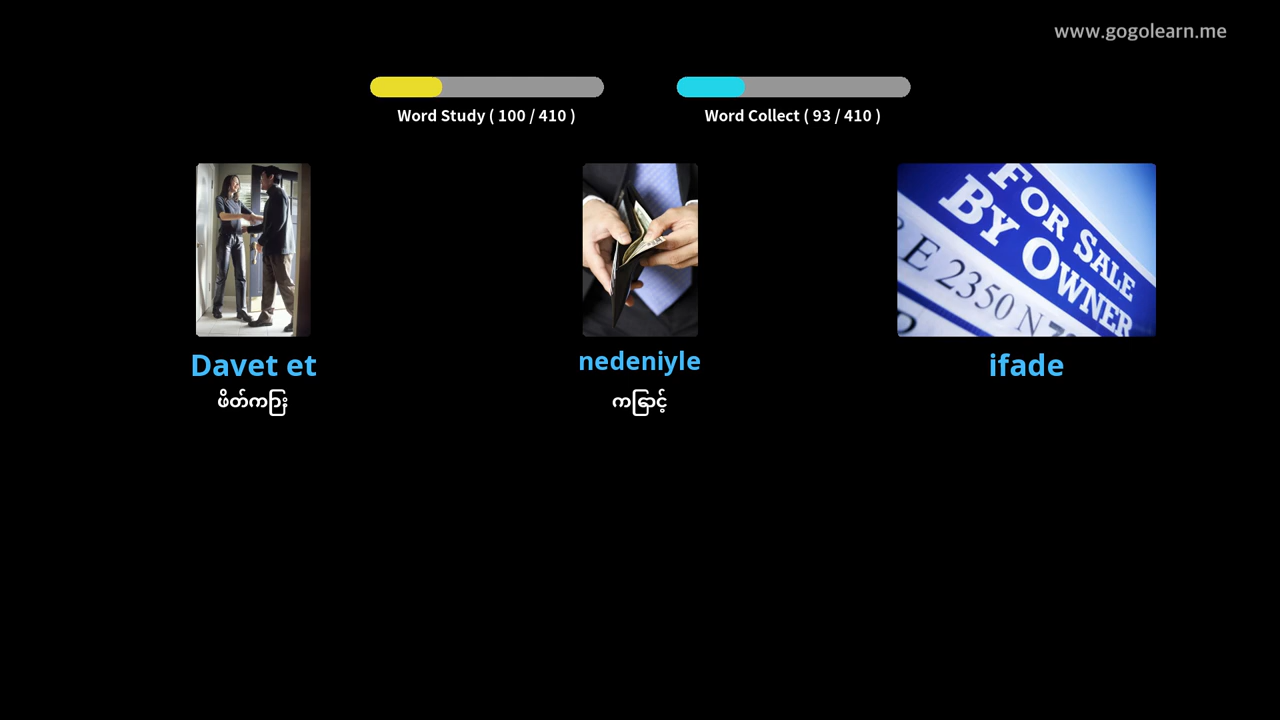 www.gogolearn.me
Word Study ( 100 / 410 )
Word Collect ( 93 / 410 )
FOR SALE
BY OWNER
E 2350 N
Davet et
nedeniyle
ifade
ဖိတ်ကြား
ကြောင့်